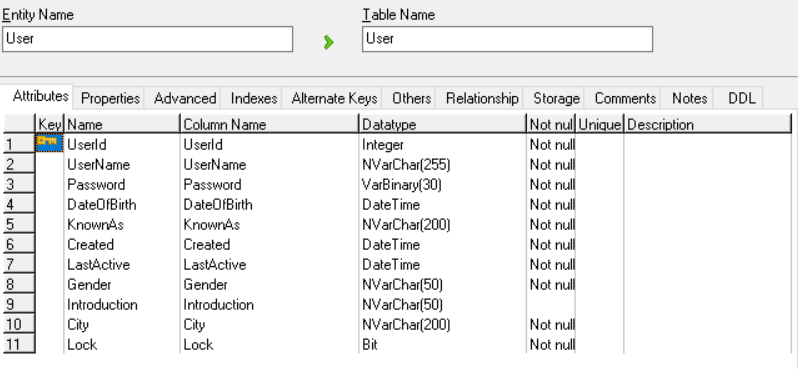 Entity Name Table Name
User User
Attributes Properties Advanced Indexes Alternate Keys Others Relationship Storage Comments Notes DDL
Key Name Column Name Datatype Not nul Unique Description
1 UserId UserId Integer Not null
2 UserName UserName NVarChar(255) Not null
3 Password Password VarBinary(30) Not null
4 DateOfBirth DateOfBirth DateTime Not null
5 KnownAs KnownAs NVarChar(200) Not null
6 Created Created DateTime Not null
7 LastActive LastActive DateTime Not null
8 Gender Gender NVarChar(50) Not null
9 Introduction Introduction NVarChar(50)
10 City City NVarChar(200) Not null
11 Lock Lock Bit Not null